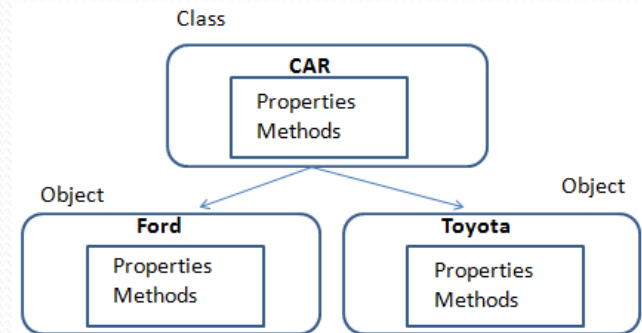 Class
CAR
Properties
Methods
Object
Object
Ford
Properties
Methods
Toyota
Properties
Methods